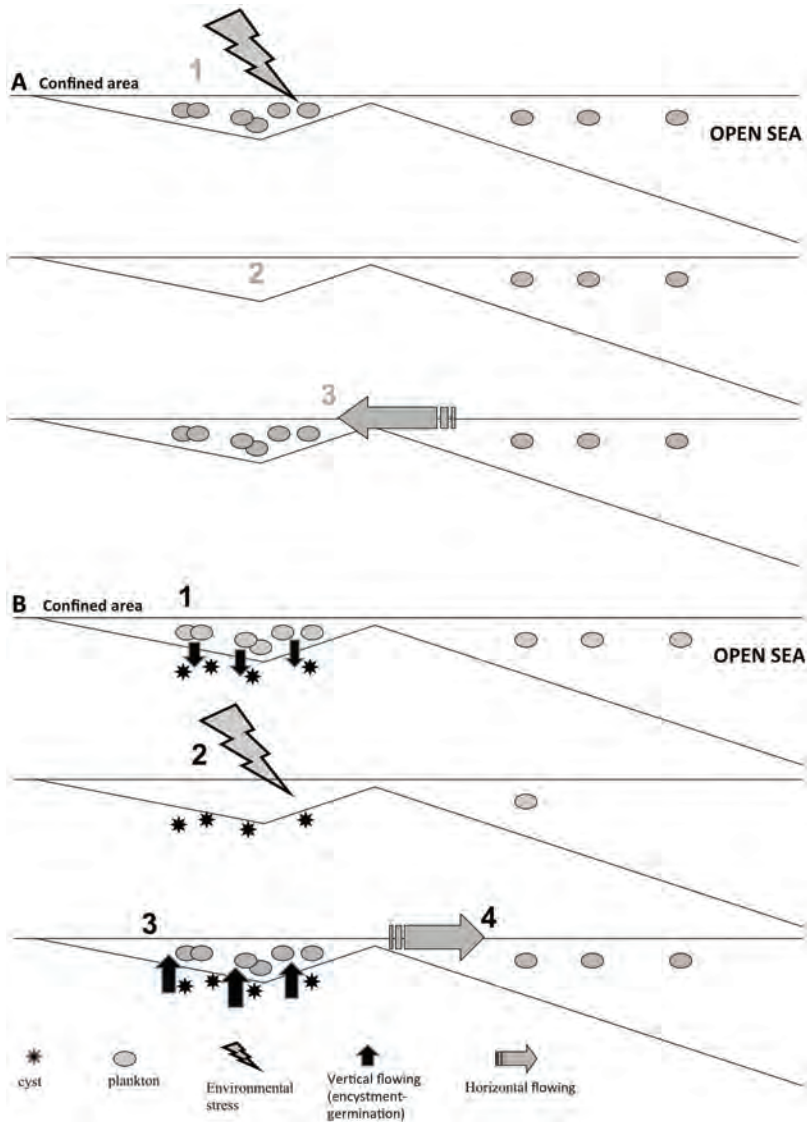 1
A Confined area
OPEN SEA
2
3
1
B Confined area
OPEN SEA
2
3 4
cyst
plankton
Environmental
stress
Vertical flowing
(encystment-
germination)
Horizontal flowing